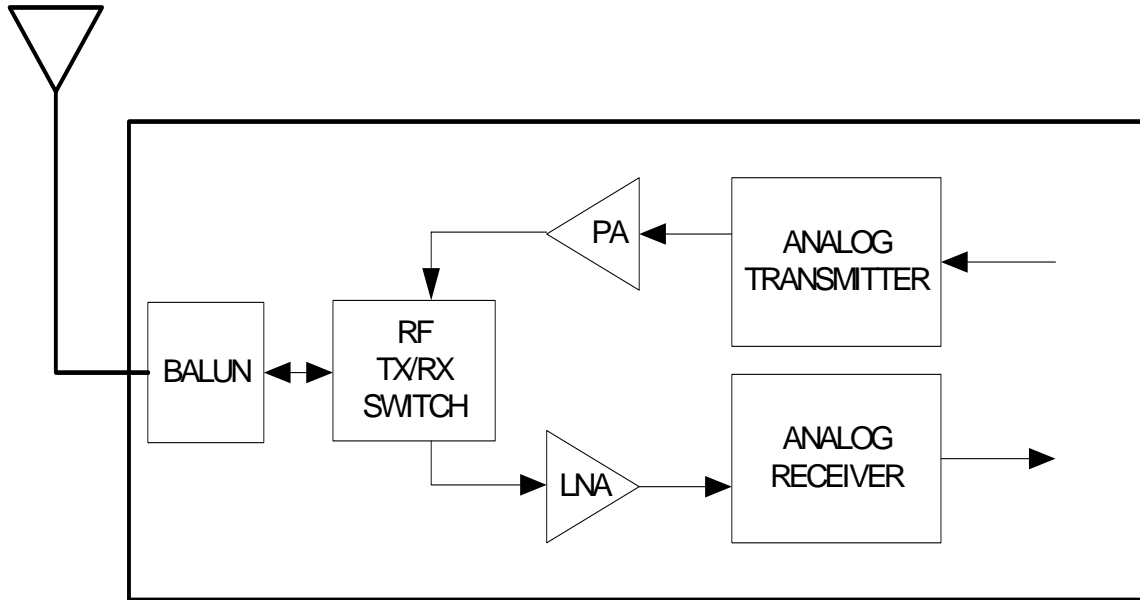 PA
ANALOG
TRANSMITTER
BALUN
RF
TX/RX
SWITCH
LNA
ANALOG
RECEIVER